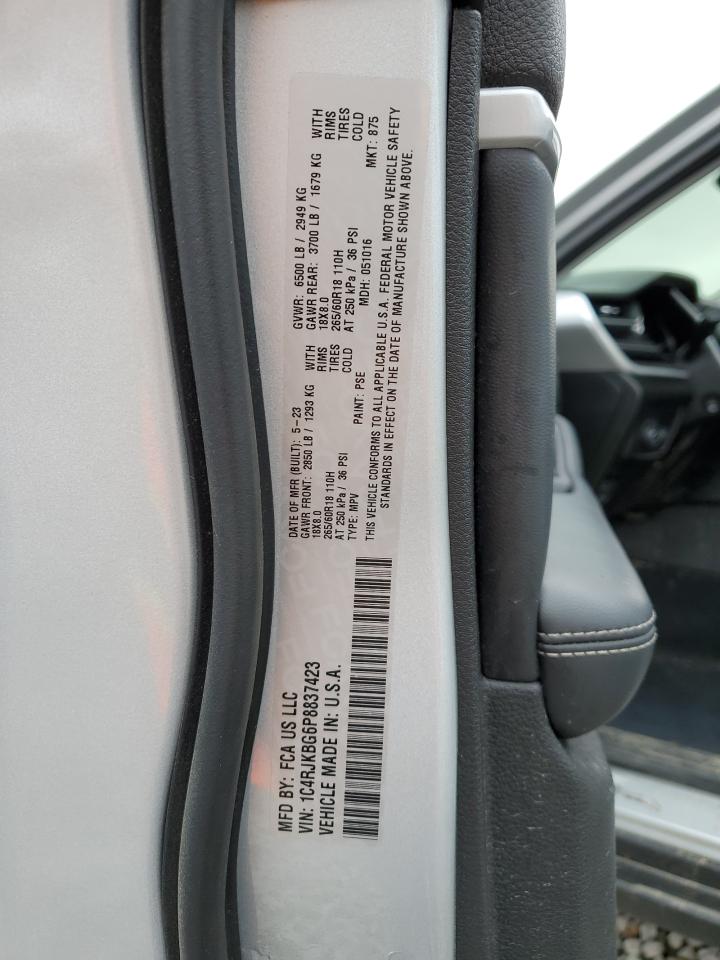 MFD BY: FCA US LLC
VIN: 1C4RJKBG6P8837423
VEHICLE MADE IN: U.S.A.
DATE OF MFR (BUILT): 5-23 GVWR: 6500 LB / 2949 KG
GAWR FRONT: 2850 LB / 1293 KG WITH GAWR REAR: 3700 LB / 1679 KG WITH
18X8.0 RIMS 18X8.0 RIMS
265/60R18 110H TIRES 265/60R18 110H TIRES
AT 250 kPa / 36 PSI COLD AT 250 kPa / 36 PSI COLD
TYPE: MPV PAINT: PSE MDH: 051016 MKT: 875
THIS VEHICLE CONFORMS TO ALL APPLICABLE U.S.A. FEDERAL MOTOR VEHICLE SAFETY
STANDARDS IN EFFECT ON THE DATE OF MANUFACTURE SHOWN ABOVE.